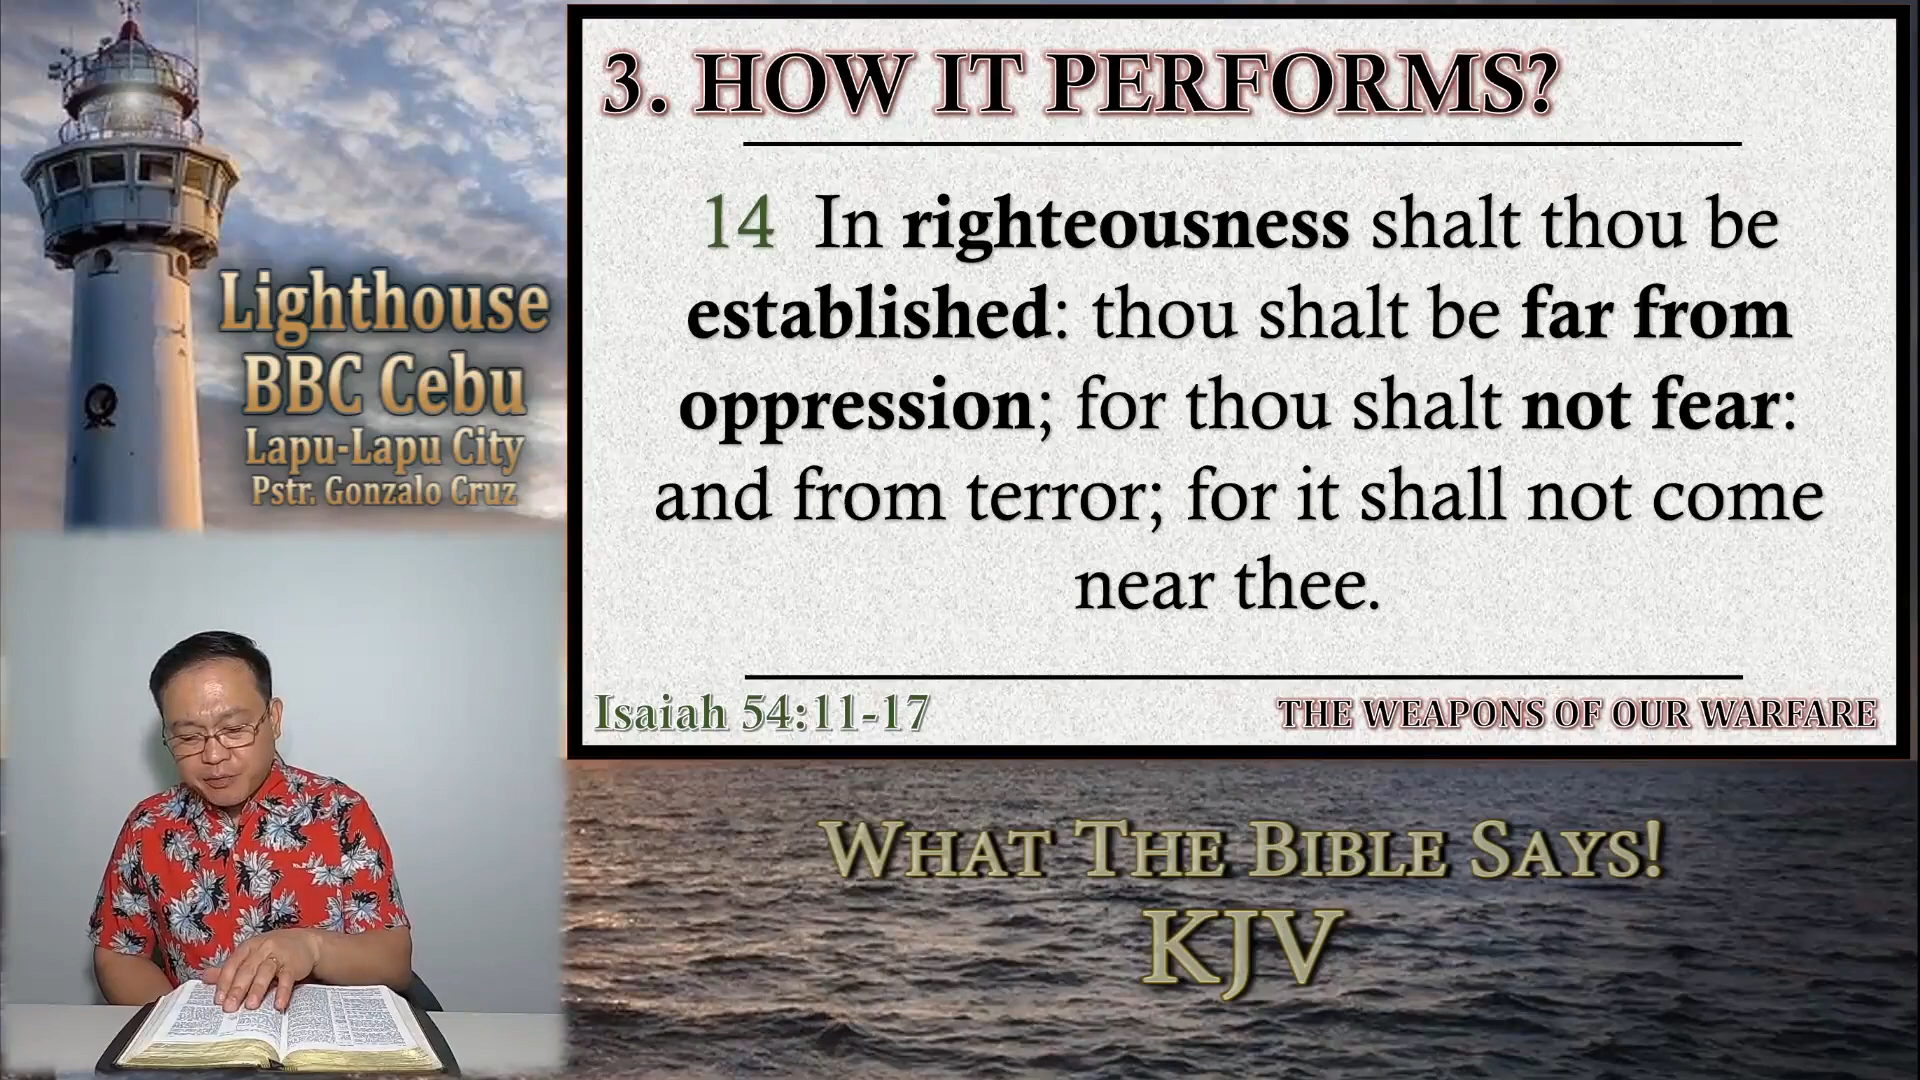 Lighthouse
BBC Cebu
Lapu-Lapu City
Pstr. Gonzalo Cruz
3. HOW IT PERFORMS?
14 In righteousness shalt thou be
established: thou shalt be far from
oppression; for thou shalt not fear:
and from terror; for it shall not come
near thee.
Isaiah 54:11-17
THE WEAPONS OF OUR WARFARE
WHAT THE BIBLE SAYS!
KJV